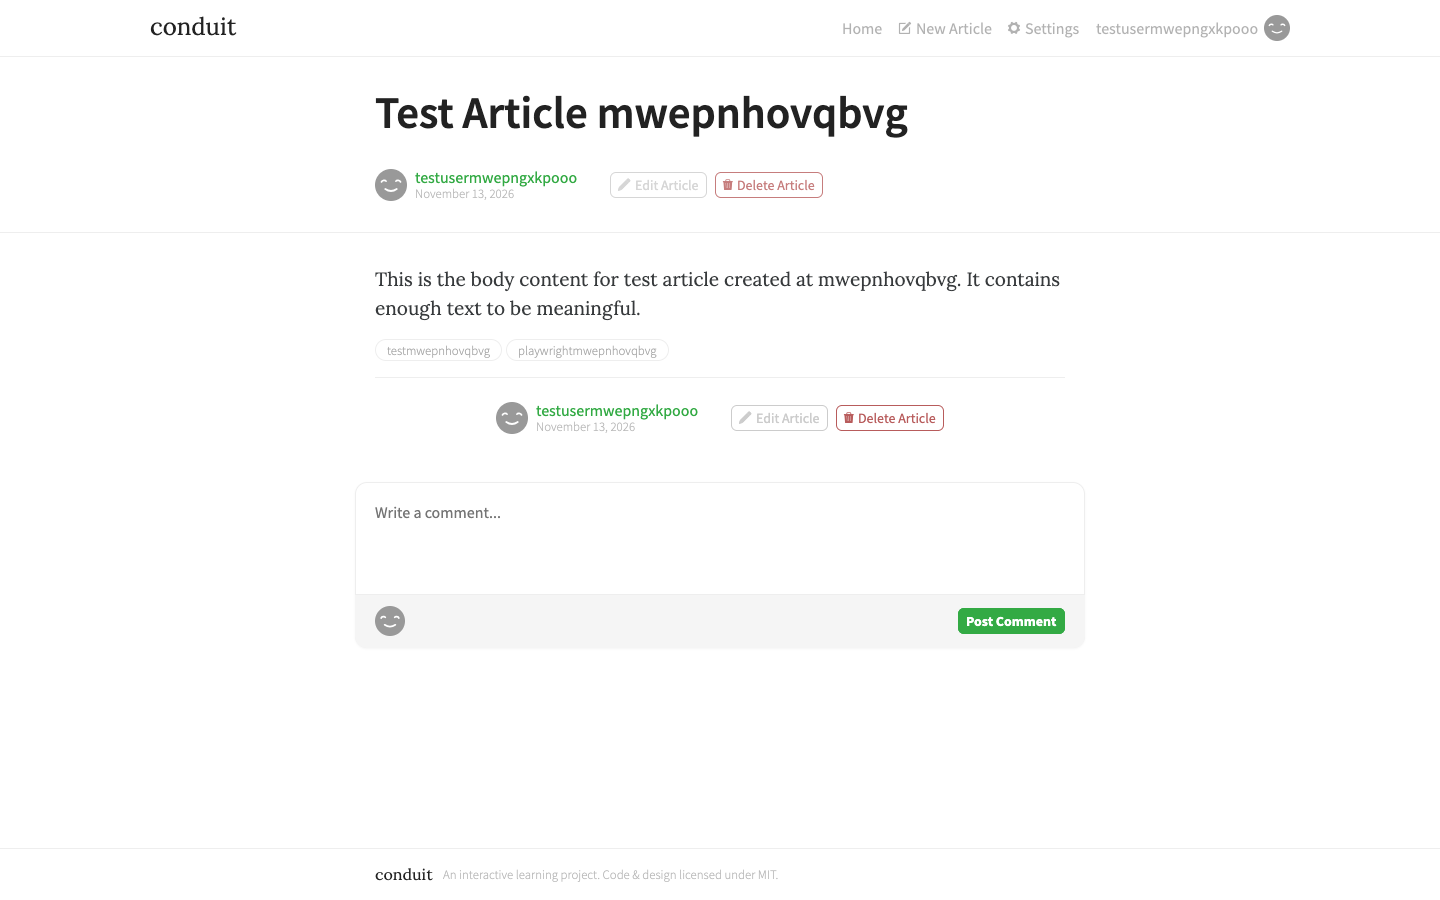 conduit
Home New Article Settings testusermwepngxkpooo
Test Article mwepnhovqbvg
testusermwepngxkpooo
November 13, 2026
Edit Article Delete Article
This is the body content for test article created at mwepnhovqbvg. It contains
enough text to be meaningful.
testmwepnhovqbvg playwrightmwepnhovqbvg
testusermwepngxkpooo
November 13, 2026
Edit Article Delete Article
Write a comment...
Post Comment
conduit An interactive learning project. Code & design licensed under MIT.